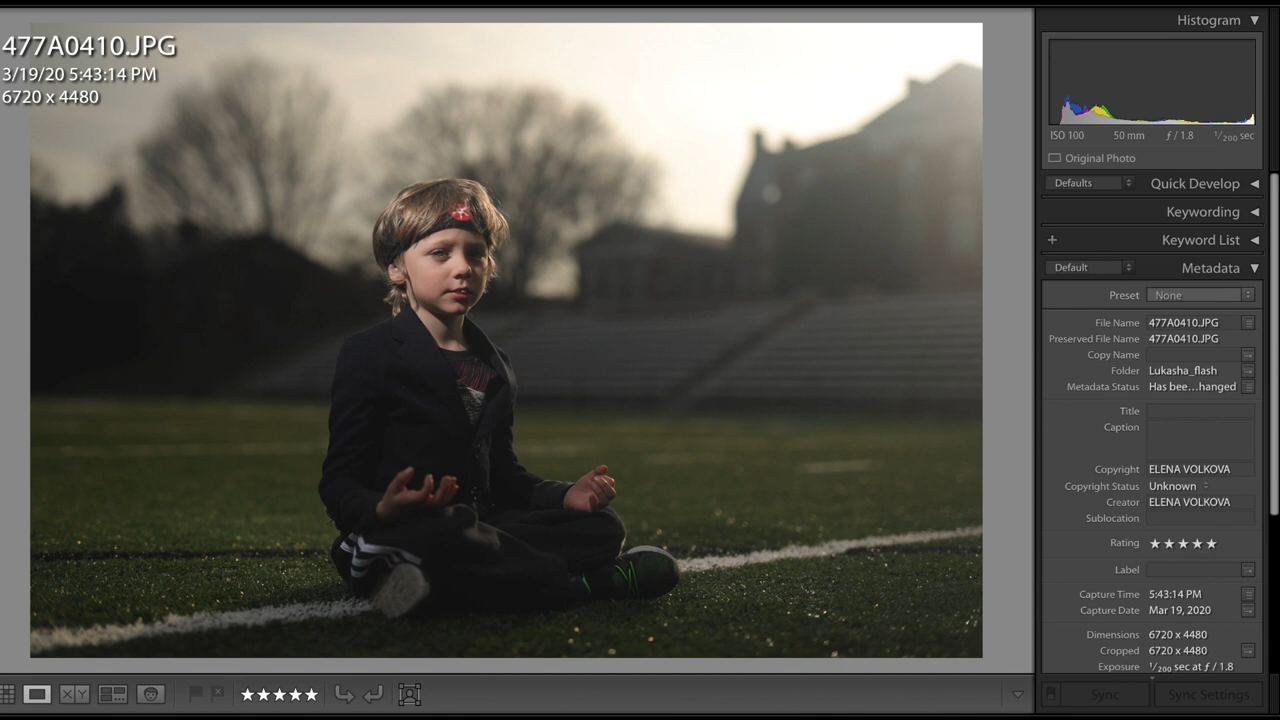 477A0410.JPG
3/19/20 5:43:14 PM
6720 x 4480
Histogram
ISO 100 50 mm ƒ / 1.8 1/200 sec
Original Photo
Defaults Quick Develop
Keywording
+ Keyword List
Default Metadata
Preset None
File Name 477A0410.JPG
Preserved File Name 477A0410.JPG
Copy Name
Folder Lukasha_flash
Metadata Status Has bee...hanged
Title
Caption
Copyright ELENA VOLKOVA
Copyright Status Unknown
Creator ELENA VOLKOVA
Sublocation
Rating ★★★★★
Label
Capture Time 5:43:14 PM
Capture Date Mar 19, 2020
Dimensions 6720 x 4480
Cropped 6720 x 4480
Exposure 1/200 sec at ƒ / 1.8
XY ★★★★★ Sync Sync Settings